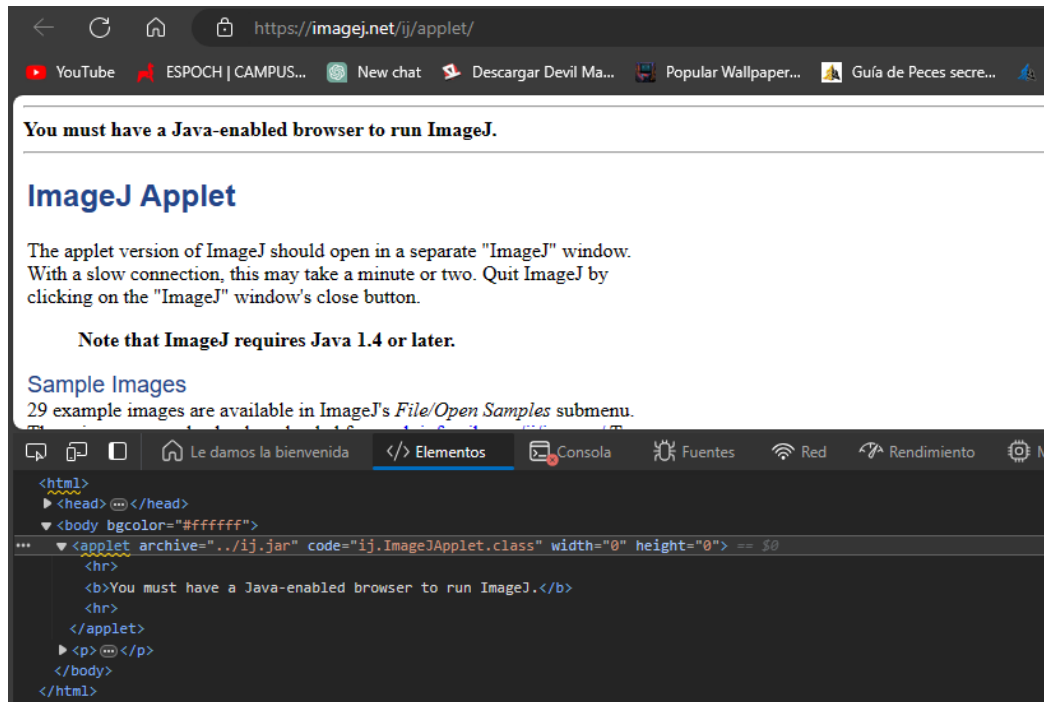 https://imagej.net/ij/applet/
YouTube ESPOCH | CAMPUS... New chat Descargar Devil Ma... Popular Wallpaper... Guía de Peces secre...
You must have a Java-enabled browser to run ImageJ.
ImageJ Applet
The applet version of ImageJ should open in a separate "ImageJ" window.
With a slow connection, this may take a minute or two. Quit ImageJ by
clicking on the "ImageJ" window's close button.
Note that ImageJ requires Java 1.4 or later.
Sample Images
29 example images are available in ImageJ's File/Open Samples submenu.
Le damos la bienvenida </> Elementos Consola Fuentes Red Rendimiento
<html>
<head> ... </head>
<body bgcolor="#ffffff">
... <applet archive="../ij.jar" code="ij.ImageJApplet.class" width="0" height="0"> == $0
<hr>
<b>You must have a Java-enabled browser to run ImageJ.</b>
<hr>
</applet>
<p> ... </p>
</body>
</html>